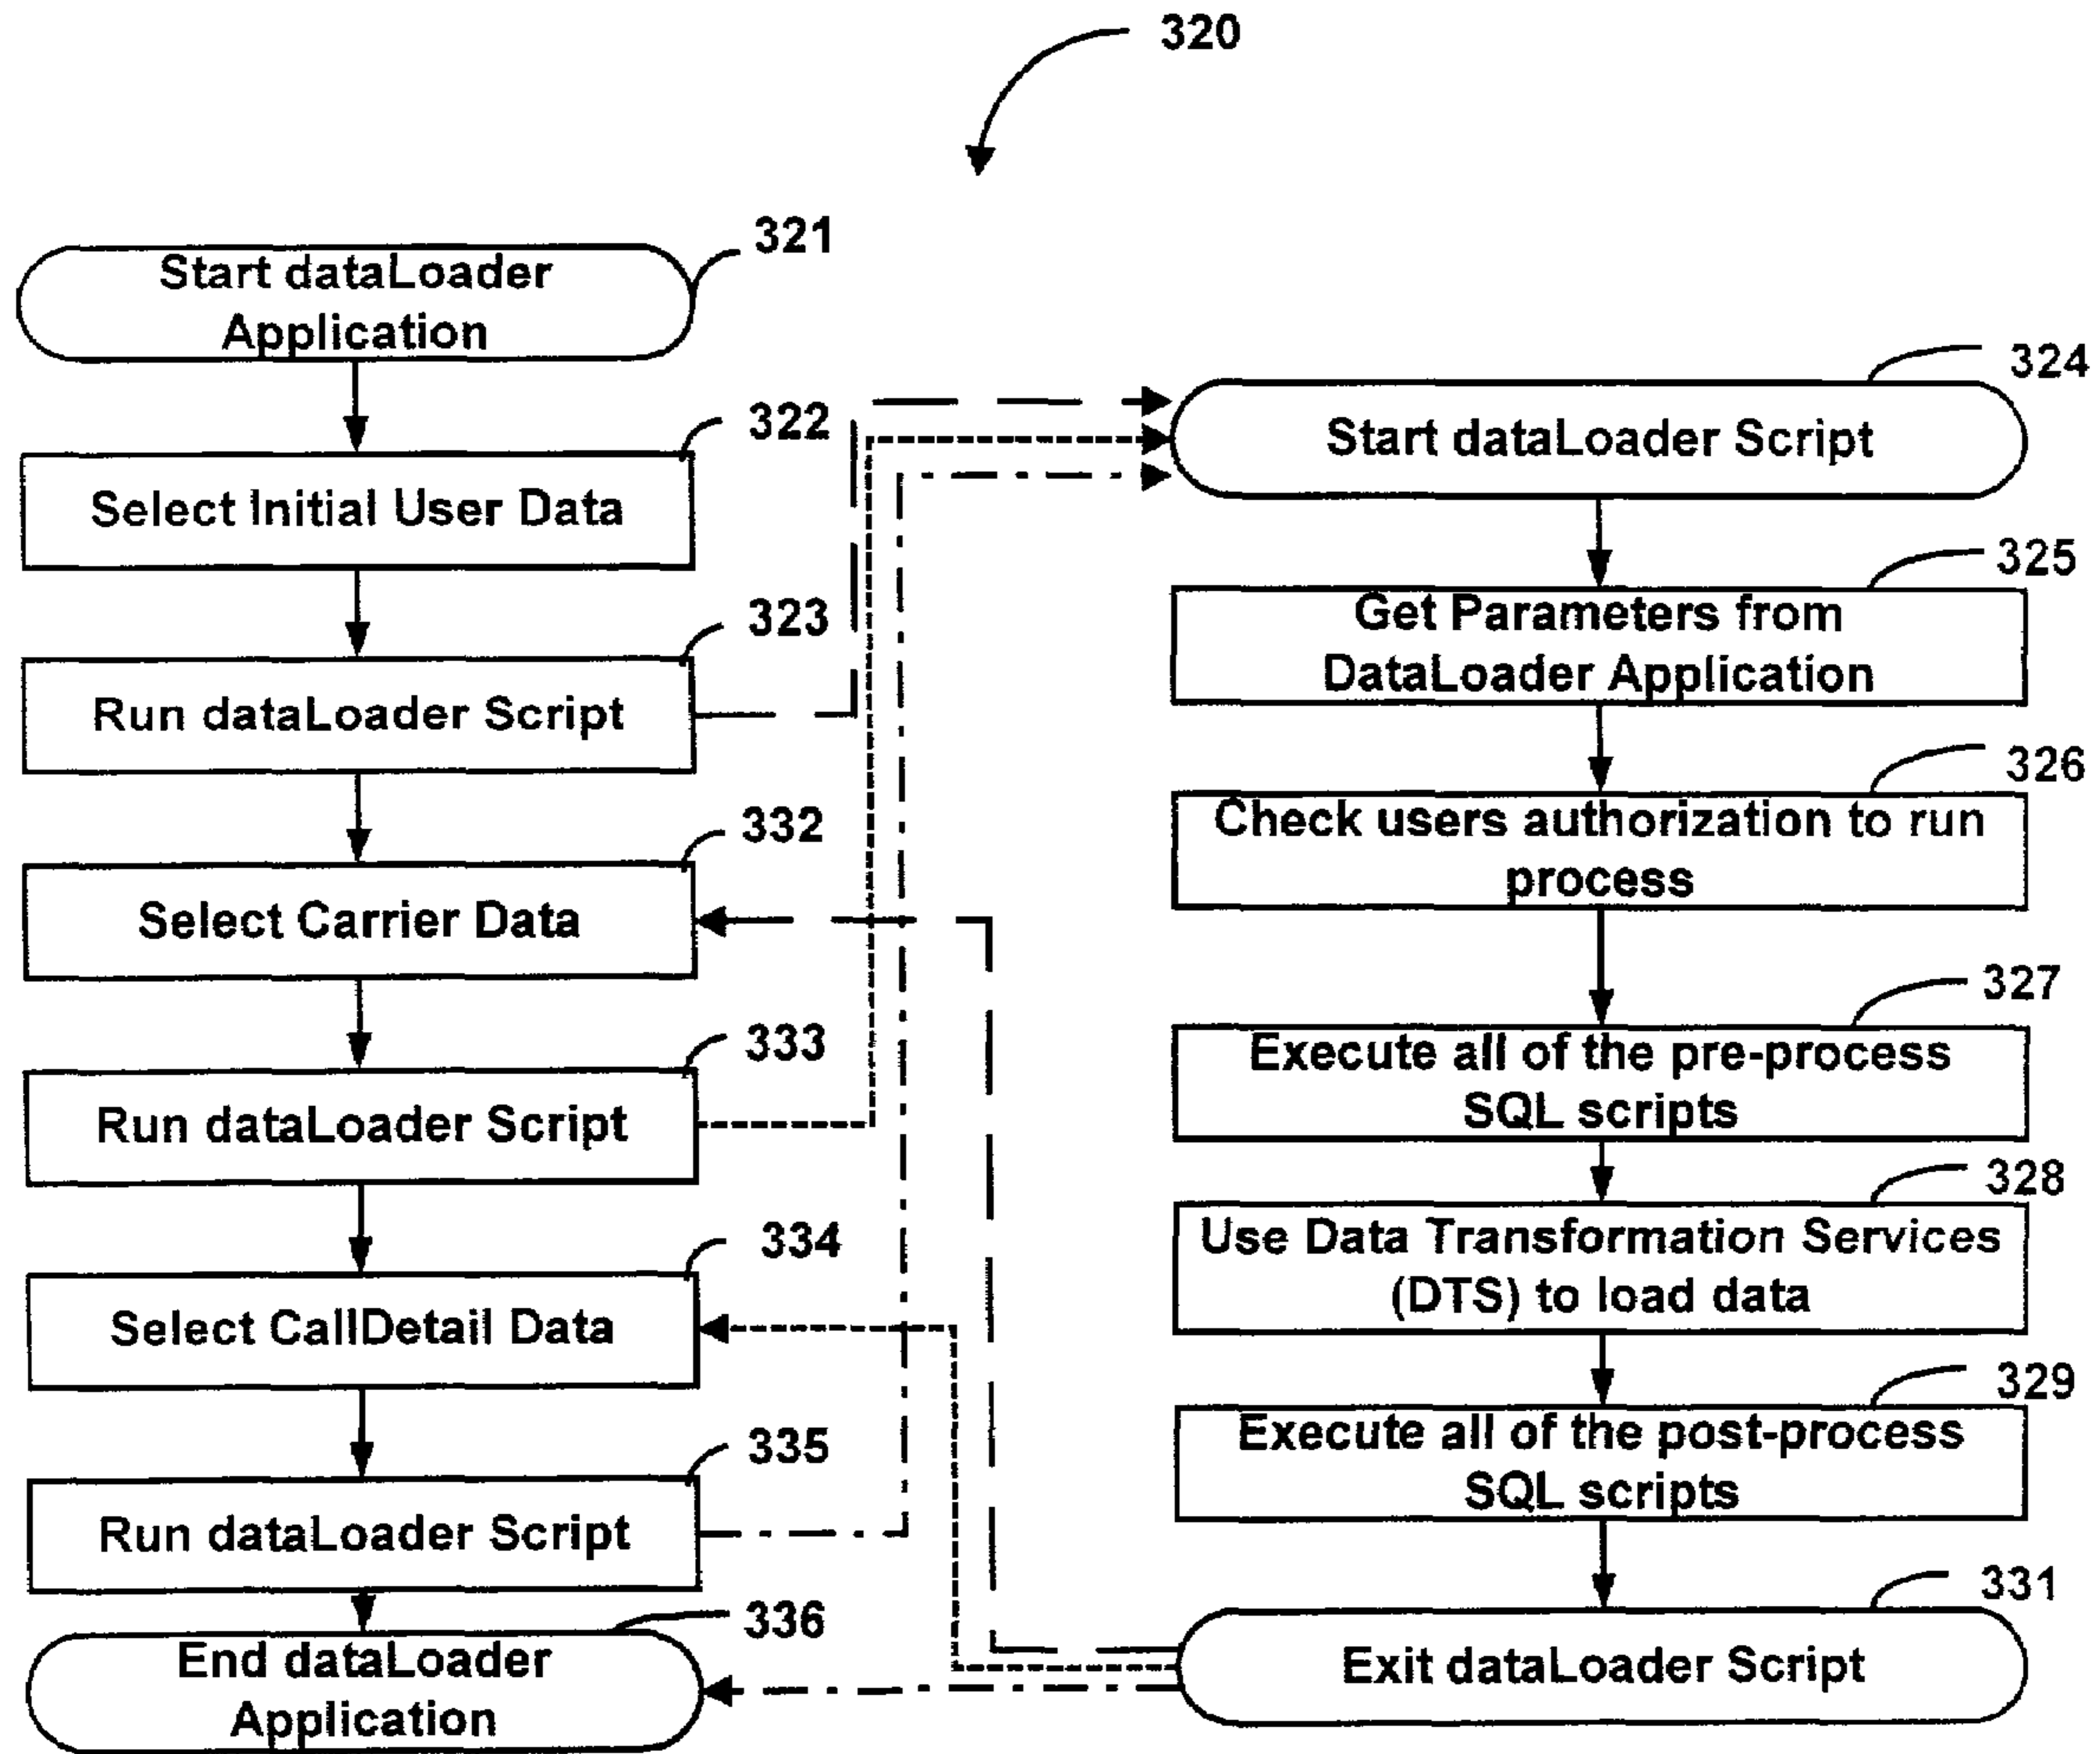 320
321
Start dataLoader
Application
322
Select Initial User Data
323
Run dataLoader Script
332
Select Carrier Data
333
Run dataLoader Script
334
Select CallDetail Data
335
Run dataLoader Script
336
End dataLoader
Application
324
Start dataLoader Script
325
Get Parameters from
DataLoader Application
326
Check users authorization to run
process
327
Execute all of the pre-process
SQL scripts
328
Use Data Transformation Services
(DTS) to load data
329
Execute all of the post-process
SQL scripts
331
Exit dataLoader Script